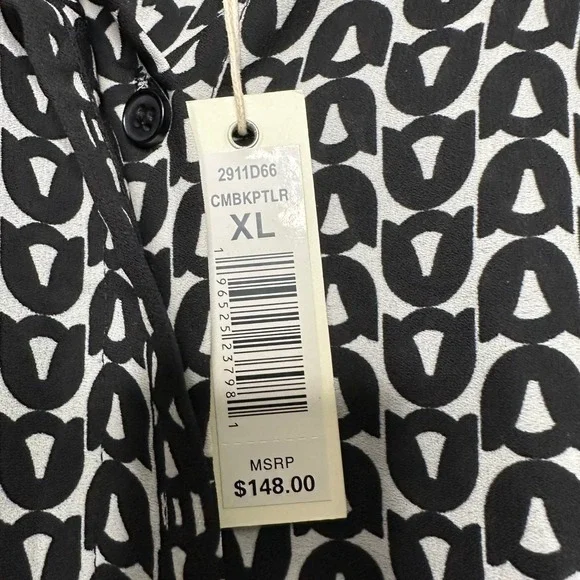 2911D66
CMBKPTLR
XL
1 96525 23798 1
MSRP
$148.00